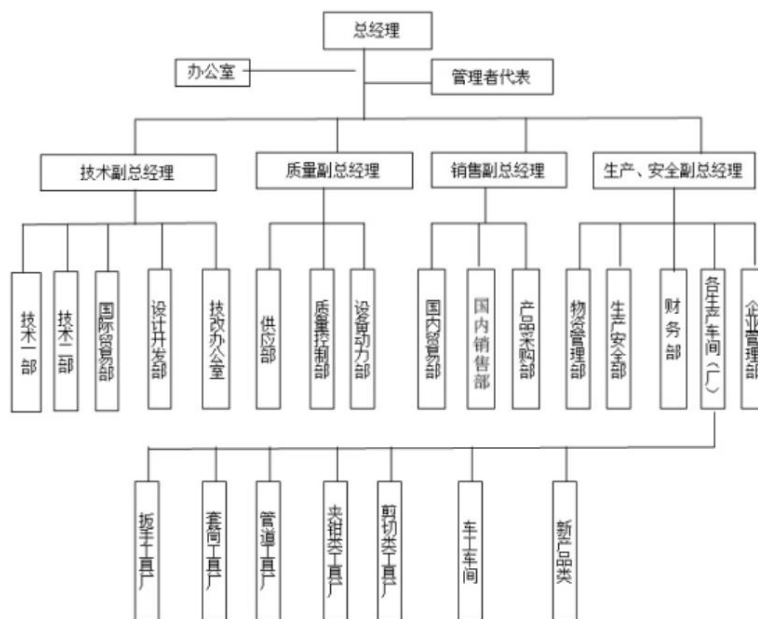 总经理
办公室
管理者代表
技术副总经理
质量副总经理
销售副总经理
生产、安全副总经理
技术一部
技术二部
国际贸易部
设计开发部
技改办公室
供应部
质量控制部
设备动力部
国内贸易部
国内销售部
产品采购部
物资管理部
生产安全部
财务部
各生产车间（厂）
企业管理部
扳手工具厂
套筒工具厂
管道工具厂
夹钳类工具厂
剪切类工具厂
车工车间
新产品类